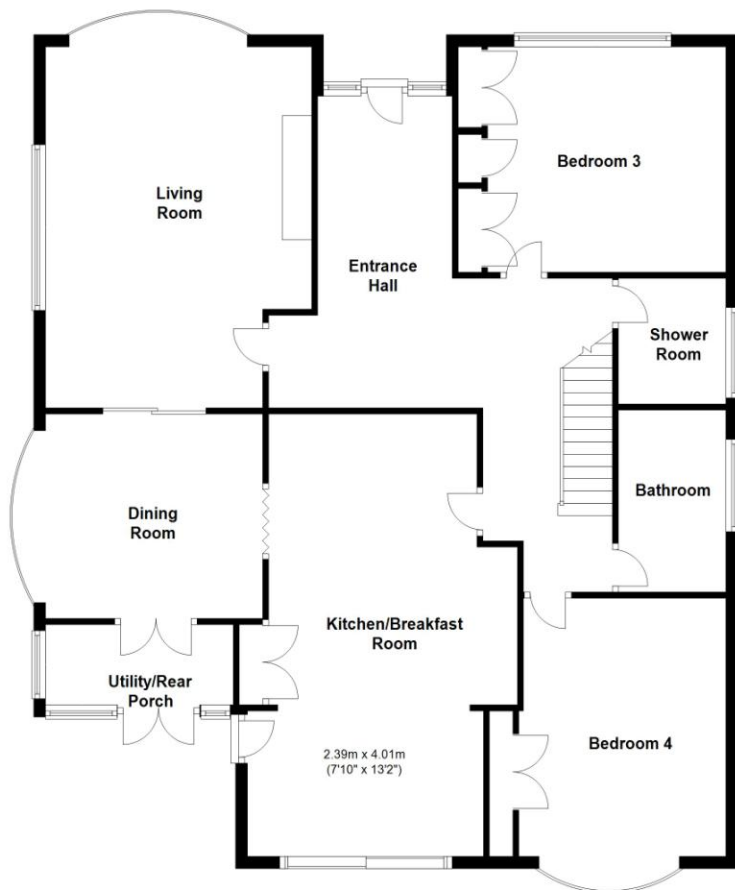 Living
Room
Bedroom 3
Entrance
Hall
Shower
Room
Bathroom
Dining
Room
Kitchen/Breakfast
Room
Utility/Rear
Porch
2.39m x 4.01m
(7'10" x 13'2")
Bedroom 4